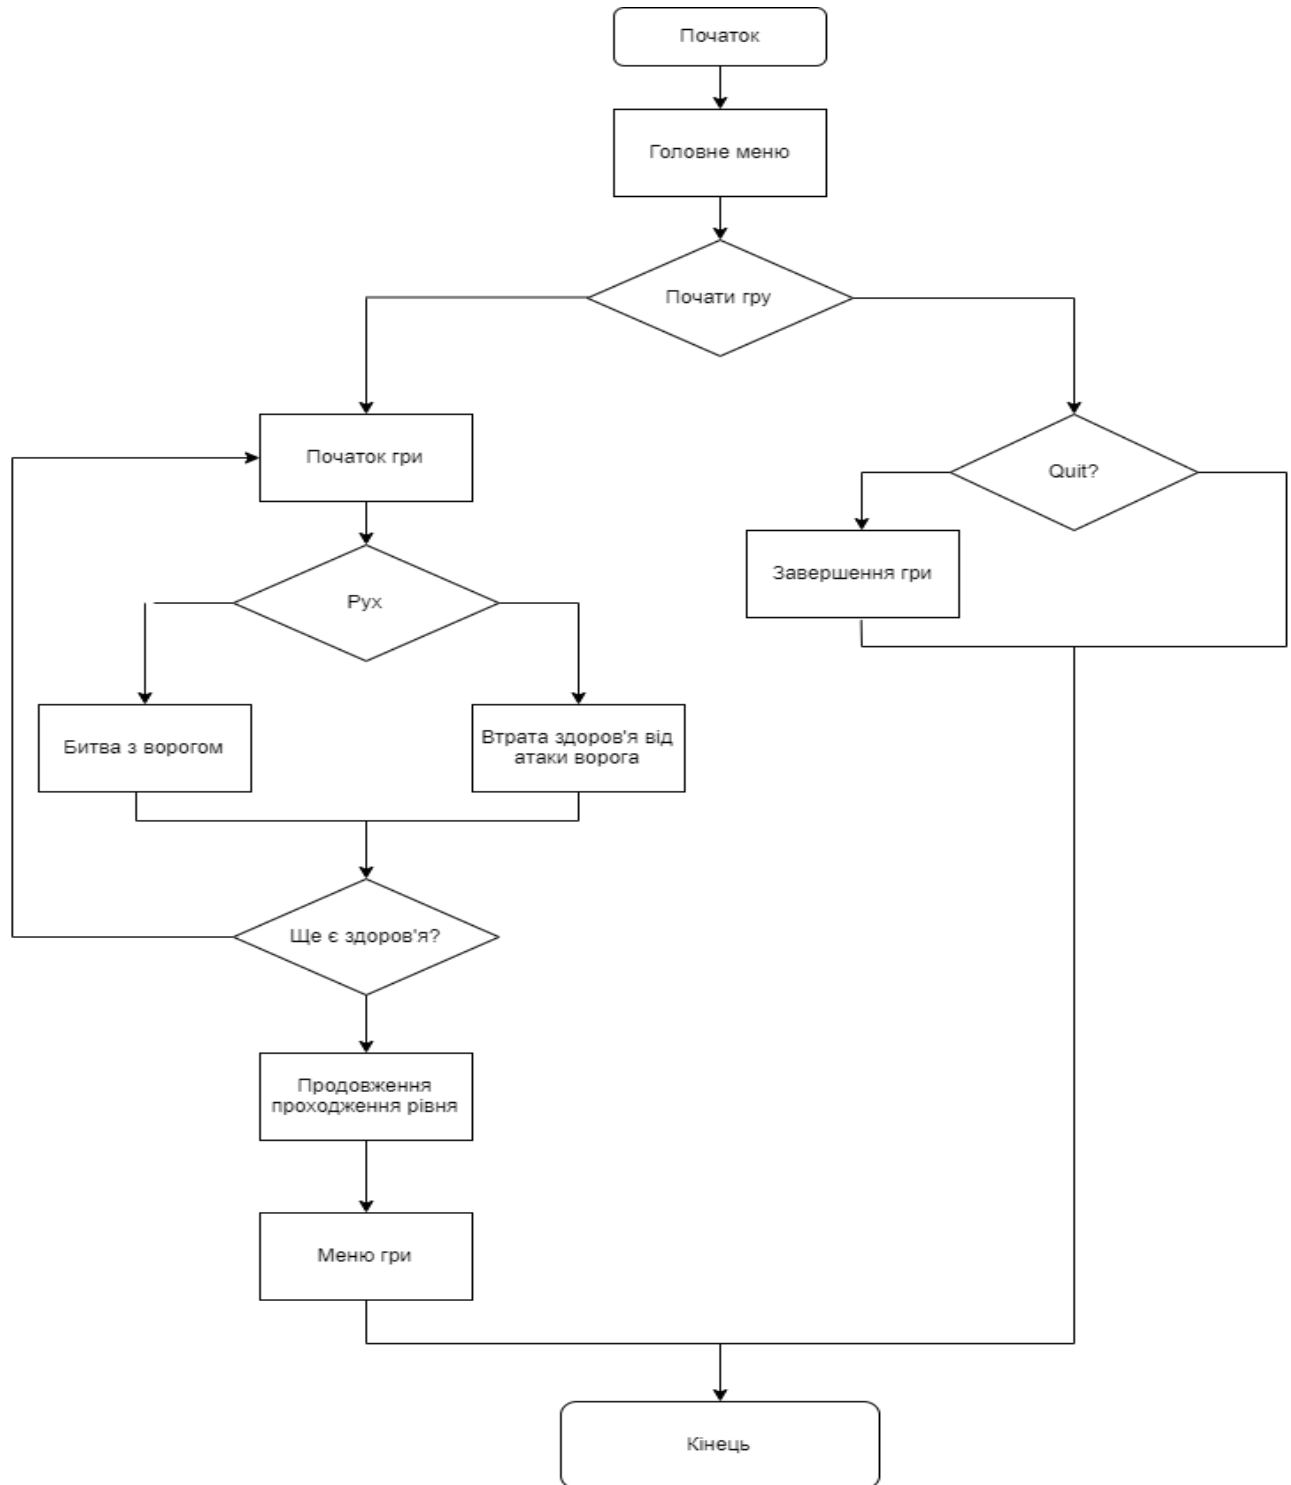 Початок
Головне меню
Почати гру
Початок гри
Quit?
Завершення гри
Рух
Битва з ворогом
Втрата здоров'я від
атаки ворога
Ще є здоров'я?
Продовження
проходження рівня
Меню гри
Кінець